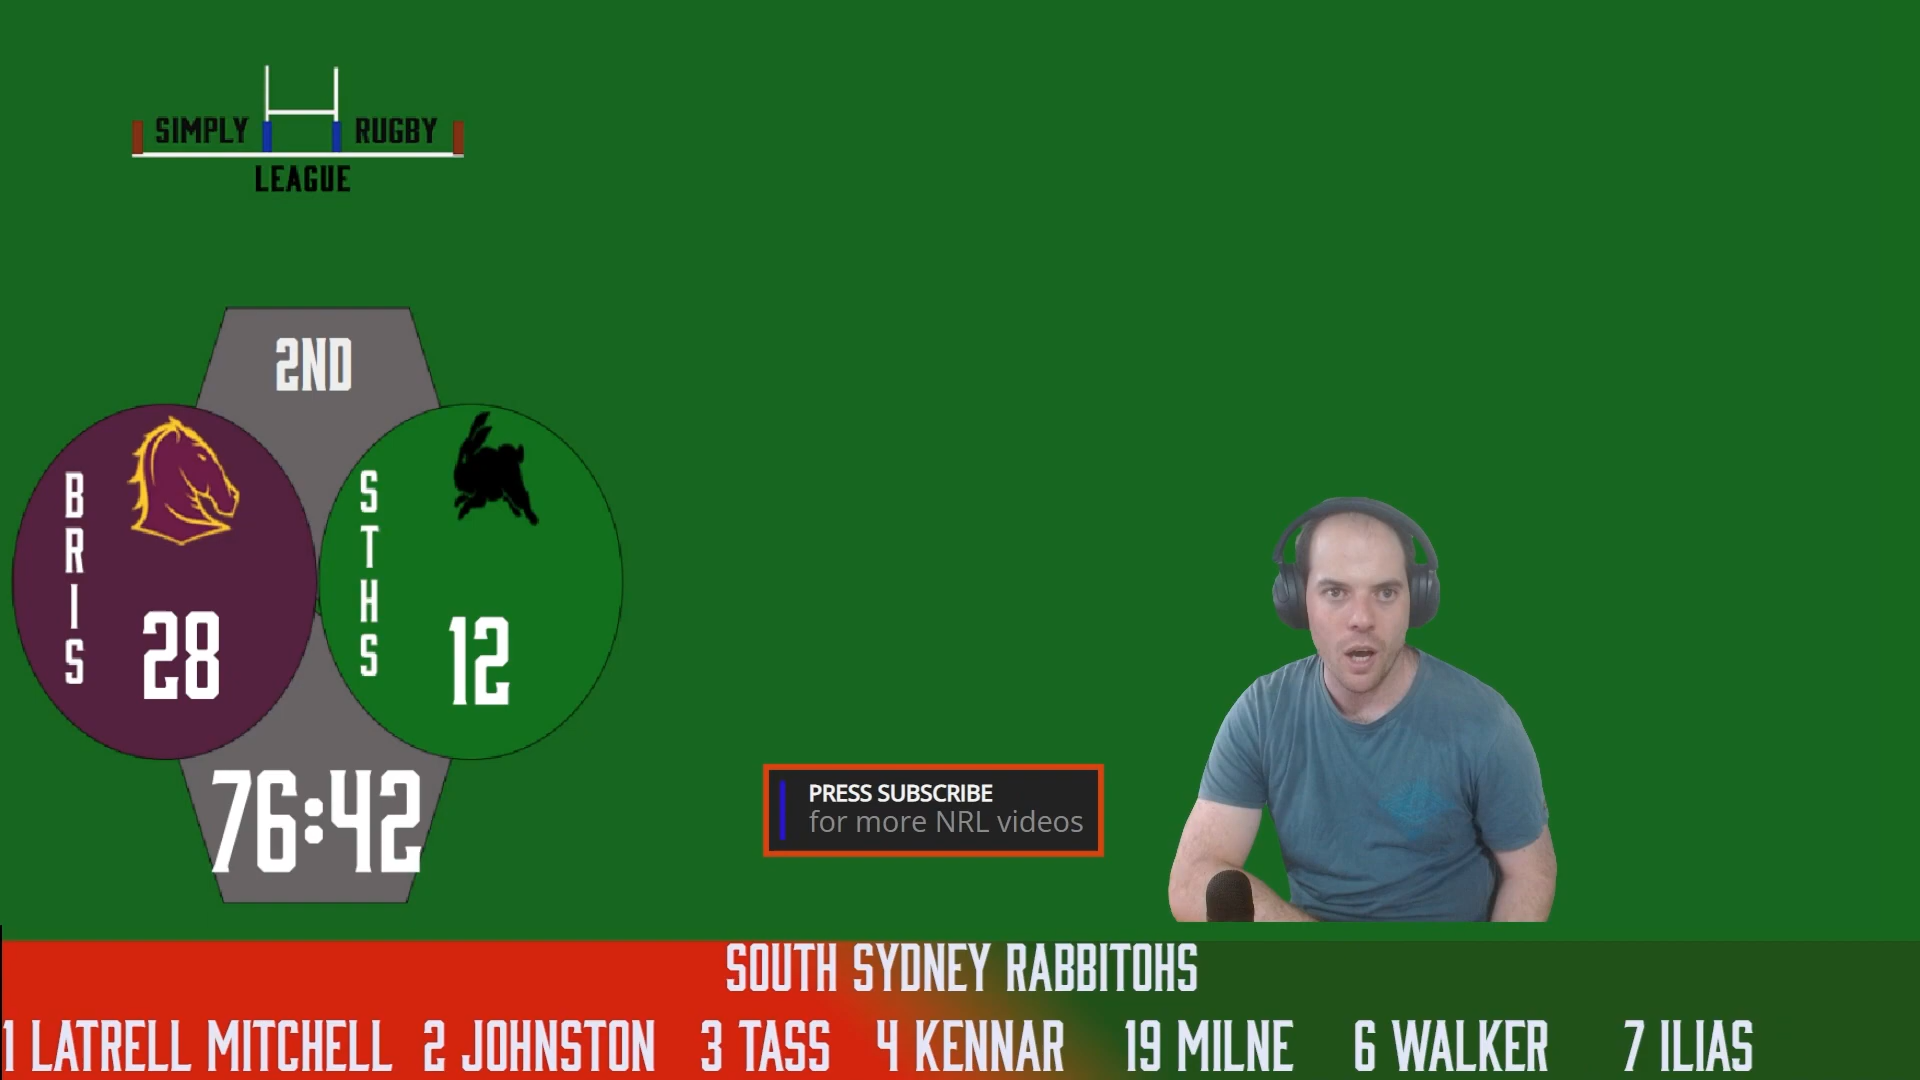 SIMPLY RUGBY
LEAGUE
2ND
BRIS
28
STHS
12
76:42
PRESS SUBSCRIBE
for more NRL videos
SOUTH SYDNEY RABBITOHS
1 LATRELL MITCHELL 2 JOHNSTON 3 TASS 4 KENNAR 19 MILNE 6 WALKER 7 ILIAS